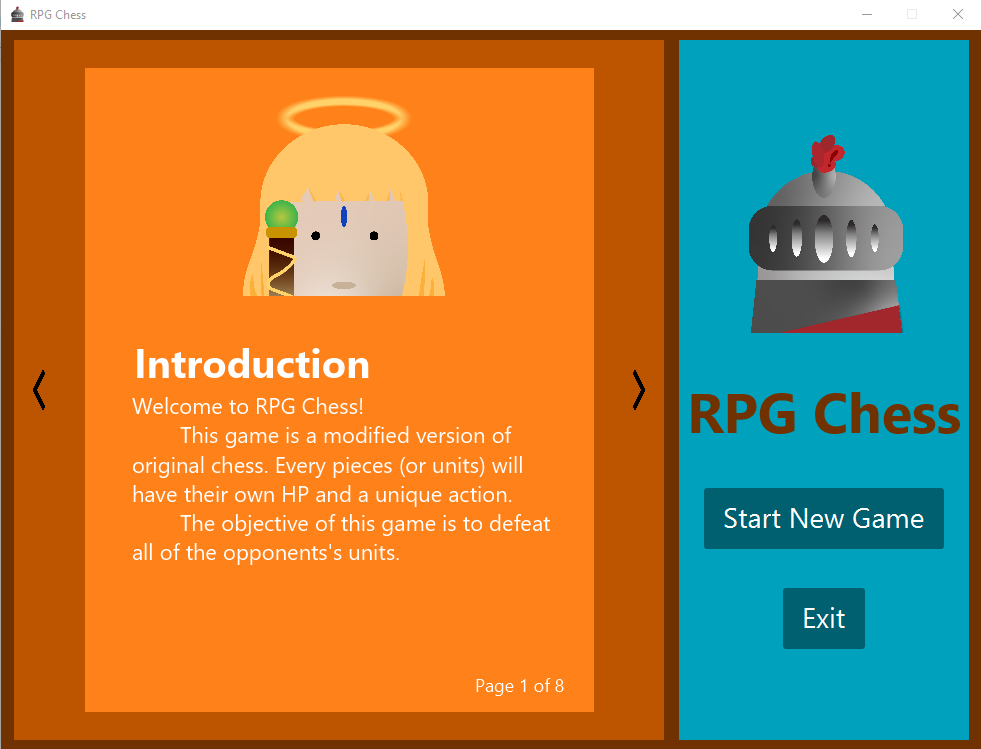 RPG Chess
Introduction
Welcome to RPG Chess!
This game is a modified version of
original chess. Every pieces (or units) will
have their own HP and a unique action.
The objective of this game is to defeat
all of the opponents's units.
Page 1 of 8
RPG Chess
Start New Game
Exit